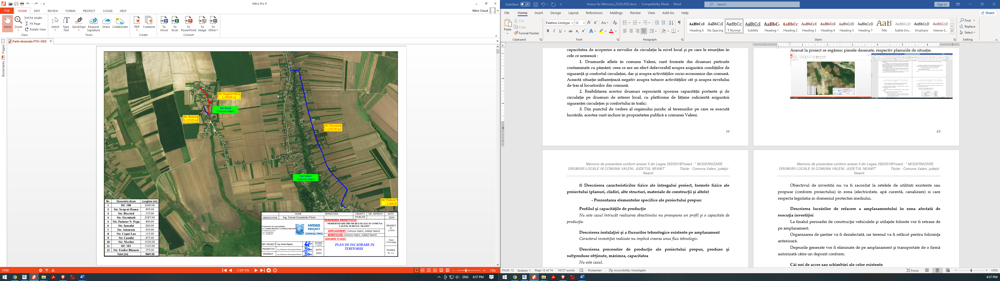 Nitro Pro 9
FILE HOME EDIT REVIEW FORMS PROTECT CLOUD HELP
Nitro Cloud
Hand
Zoom
Fit Width
Fit Page
Rotate View
View
Select
Type Text
QuickSign
Request Signature
Share
Collaborate
Tools
PDF
Combine
Create
To Word
To Excel
To PowerPoint
To Image
To Other
Convert
Parte desenata PTH+DDE
Pages
Bookmarks
Str. Sergent Danca
L=495,00 ml
Sat David
Comuna Valeni
Str. Bisericii
L=135,00 ml
Str. Eternitatii
L=2187,00 ml
Sat Valeni
Comuna Valeni
Str. Padurar
L=400,00
Nr. Denumire drum Lungime (m)
1 DC 180 2440.00
2 Str. Sergent Danca 495.00
3 Str. Bisericii 135.00
4 Str. Eternitatii 2187.00
5 Str. Padurar N. Popa 400.00
6 Str. Iancului 260.00
7 Str. Adancata 430.00
8 Str. Capat Lan 115.00
9 Str. Lanului 455.00
10 Str. Morilor 1030.00
11 DC 181 1145.00
12 Str. Eroilor Blanaru 355.00
Total (m) 9447.00
NUME SEMNATURA CERINTA NR. REFERAT DATA
VERIFICATOR Ing. Cercel Constantin Florin A4,B2,D2 2024
Proiectant de specialitate:
S.C. HYDRO PROJECT & CONSULTING IASI
HYDRO
PROJECT
&
CONSULTING
DENUMIREA PROIECTULUI:
"MODERNIZARE DRUMURI LOCALE IN COMUNA
VALENI, JUDETUL NEAMT"
AMPLASAMENT: Comuna Valeni, Județul Neamt
BENEFICIAR: Comuna Valeni, Județul Neamt
PROIECT
Nr.
1/2024
DENUMIRE PLANȘĂ:
PLAN DE INCADRARE IN
TERITORIU
Faza:
PTH+DDE
PLANSA
PL 1.2
SEF PROIECT
SCARA
1:10000
PROIECTAT
DATA
2024
DESENAT
FIND
2 OF 376
75%
ENG 4:57 PM
AutoSave Off
Anexa-5e-Memoriu_25.03.2023.docx - Compatibility Mode - Word
Search
Sign in
File Home Insert Design Layout References Mailings Review View Add-ins Help
Share
Paste
Cut
Copy
Format Painter
Clipboard
Palatino Linotype 12
Font
Paragraph
Heading 6
No Spacing
¶ Normal
Subtitle
Heading 1
Heading 2
Heading 3
Heading 4
Heading 5
Heading 7
Title
Subtle Em...
Emphasis
Intense E...
Styles
Find
Replace
Select
Editing
capacitatea de acoperire a nevoilor de circulație la nivel local și pe care le enunțăm în
cele ce urmează :
1. Drumurile aflate în comuna Valeni, sunt formate din drumuri pietruite
contaminate cu pământ, ceea ce are un efect defavorabil asupra asigurării condițiilor de
siguranță și confortul circulației, dar și asupra activităților socio-economice din comună.
Această situație influențează negativ asupra tuturor activităților cât și asupra nivelului
de trai al locuitorilor din comună.
2. Reabilitarea acestor drumuri reprezintă sporirea capacității portante și de
circulație pe drumuri de interes local, cu platforma de lățime suficientă asigurării
siguranței circulației și confortului în trafic;
3. Din punctul de vedere al regimului juridic al terenurilor pe care se execută
lucrările, acestea sunt incluse în proprietatea publică a comunei Valeni.
11
Anexat la proiect se regăsesc piesele desenate, respectiv planurile de situație.
12
Memoriu de prezentare conform anexei 5 din Legea 292/2018Proiect : " MODERNIZARE
DRUMURI LOCALE IN COMUNA VALENI, JUDETUL NEAMT" Titular : Comuna Valeni, județul
Neamt
f) Descrierea caracteristicilor fizice ale întregului proiect, formele fizice ale
proiectului (planuri, clădiri, alte structuri, materiale de construcții și altele)
- Prezentarea elementelor specifice ale proiectului propus:
Profilul și capacitățile de producție
Nu este cazul întrucât realizarea obiectivului nu presupune un profil și o capacitate de
producție.
Descrierea instalației și a fluxurilor tehnologice existente pe amplasament
Caracterul investiției realizate nu implică crearea unui flux tehnologic.
Descrierea proceselor de producție ale proiectului propus, produse și
subproduse obținute, mărimea, capacitatea
Nu este cazul.
Memoriu de prezentare conform anexei 5 din Legea 292/2018Proiect : " MODERNIZARE
DRUMURI LOCALE IN COMUNA VALENI, JUDETUL NEAMT" Titular : Comuna Valeni, județul
Neamt
Obiectivul de investitii nu va fi racordat la retelele de utilitati existente sau
propuse (conform proiectului) in zona (electricitate, apă curentă, canalizare) si care
respecta legislatia in domeniul protectiei mediului.
Descrierea lucrărilor de refacere a amplasamentului în zona afectată de
execuția investiției
La finalul perioadei de construcție vehiculele și utilajele folosite vor fi retrase de
pe amplasament.
Organizarea de șantier va fi dezafectată, iar terenul va fi refăcut pentru folosința
anterioară.
Deșeurile generate vor fi eliminate de pe amplasament și transportate de o firmă
autorizată către un depozit conform.
Căi noi de acces sau schimbări ale celor existente
PAGE: 12 Section: 1 Page 12 of 74 16727 words Romanian Accessibility: Investigate
Focus
100%
4:57 PM